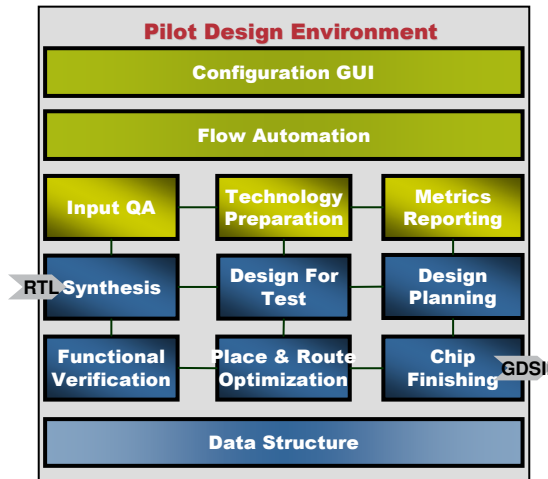 Pilot Design Environment
Configuration GUI
Flow Automation
Input QA
Technology
Preparation
Metrics
Reporting
RTL
Synthesis
Design For
Test
Design
Planning
Functional
Verification
Place & Route
Optimization
Chip
Finishing
GDSII
Data Structure